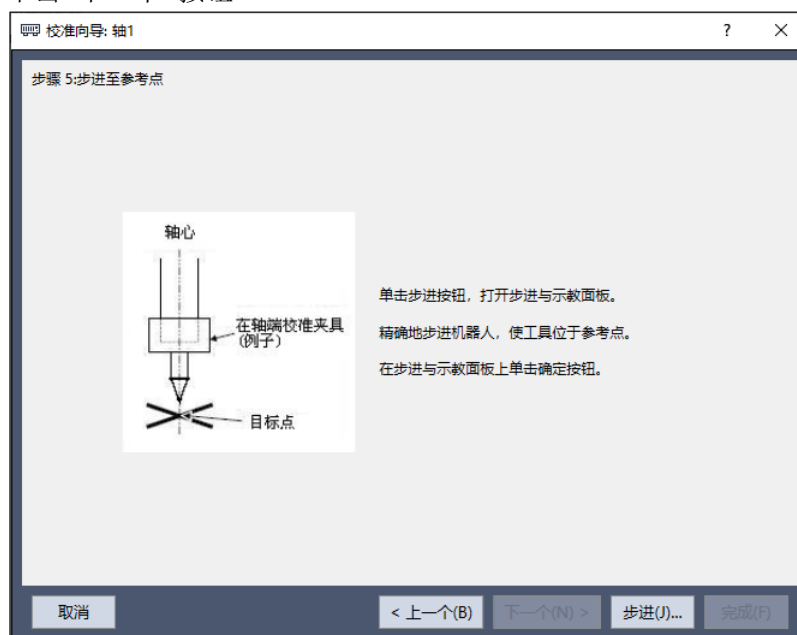 校准向导: 轴1
?
步骤 5:步进至参考点
轴心
在轴端校准夹具
(例子)
目标点
单击步进按钮，打开步进与示教面板。
精确地步进机器人，使工具位于参考点。
在步进与示教面板上单击确定按钮。
取消
< 上一个(B)
下一个(N) >
步进(J)...
完成(F)